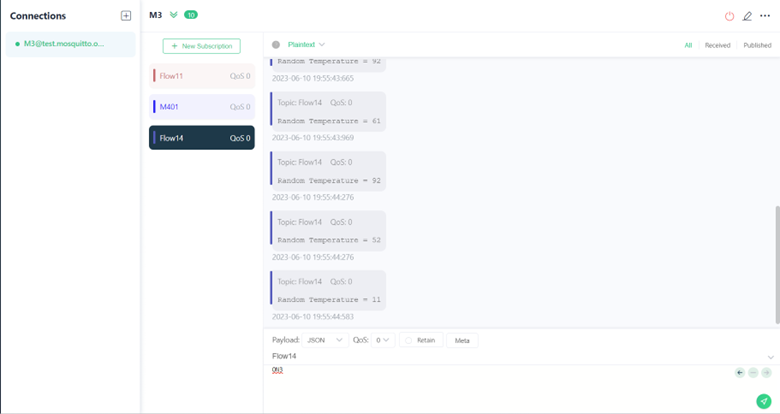 Connections
M3 10
M3@test.mosquitto.o...
+ New Subscription
Plaintext
All Received Published
Flow11 QoS 0
M401 QoS 0
Flow14 QoS 0
Random Temperature = 92
2023-06-10 19:55:43:665
Topic: Flow14 QoS: 0
Random Temperature = 61
2023-06-10 19:55:43:969
Topic: Flow14 QoS: 0
Random Temperature = 92
2023-06-10 19:55:44:276
Topic: Flow14 QoS: 0
Random Temperature = 52
2023-06-10 19:55:44:276
Topic: Flow14 QoS: 0
Random Temperature = 11
2023-06-10 19:55:44:583
Payload: JSON QoS: 0 Retain Meta
Flow14